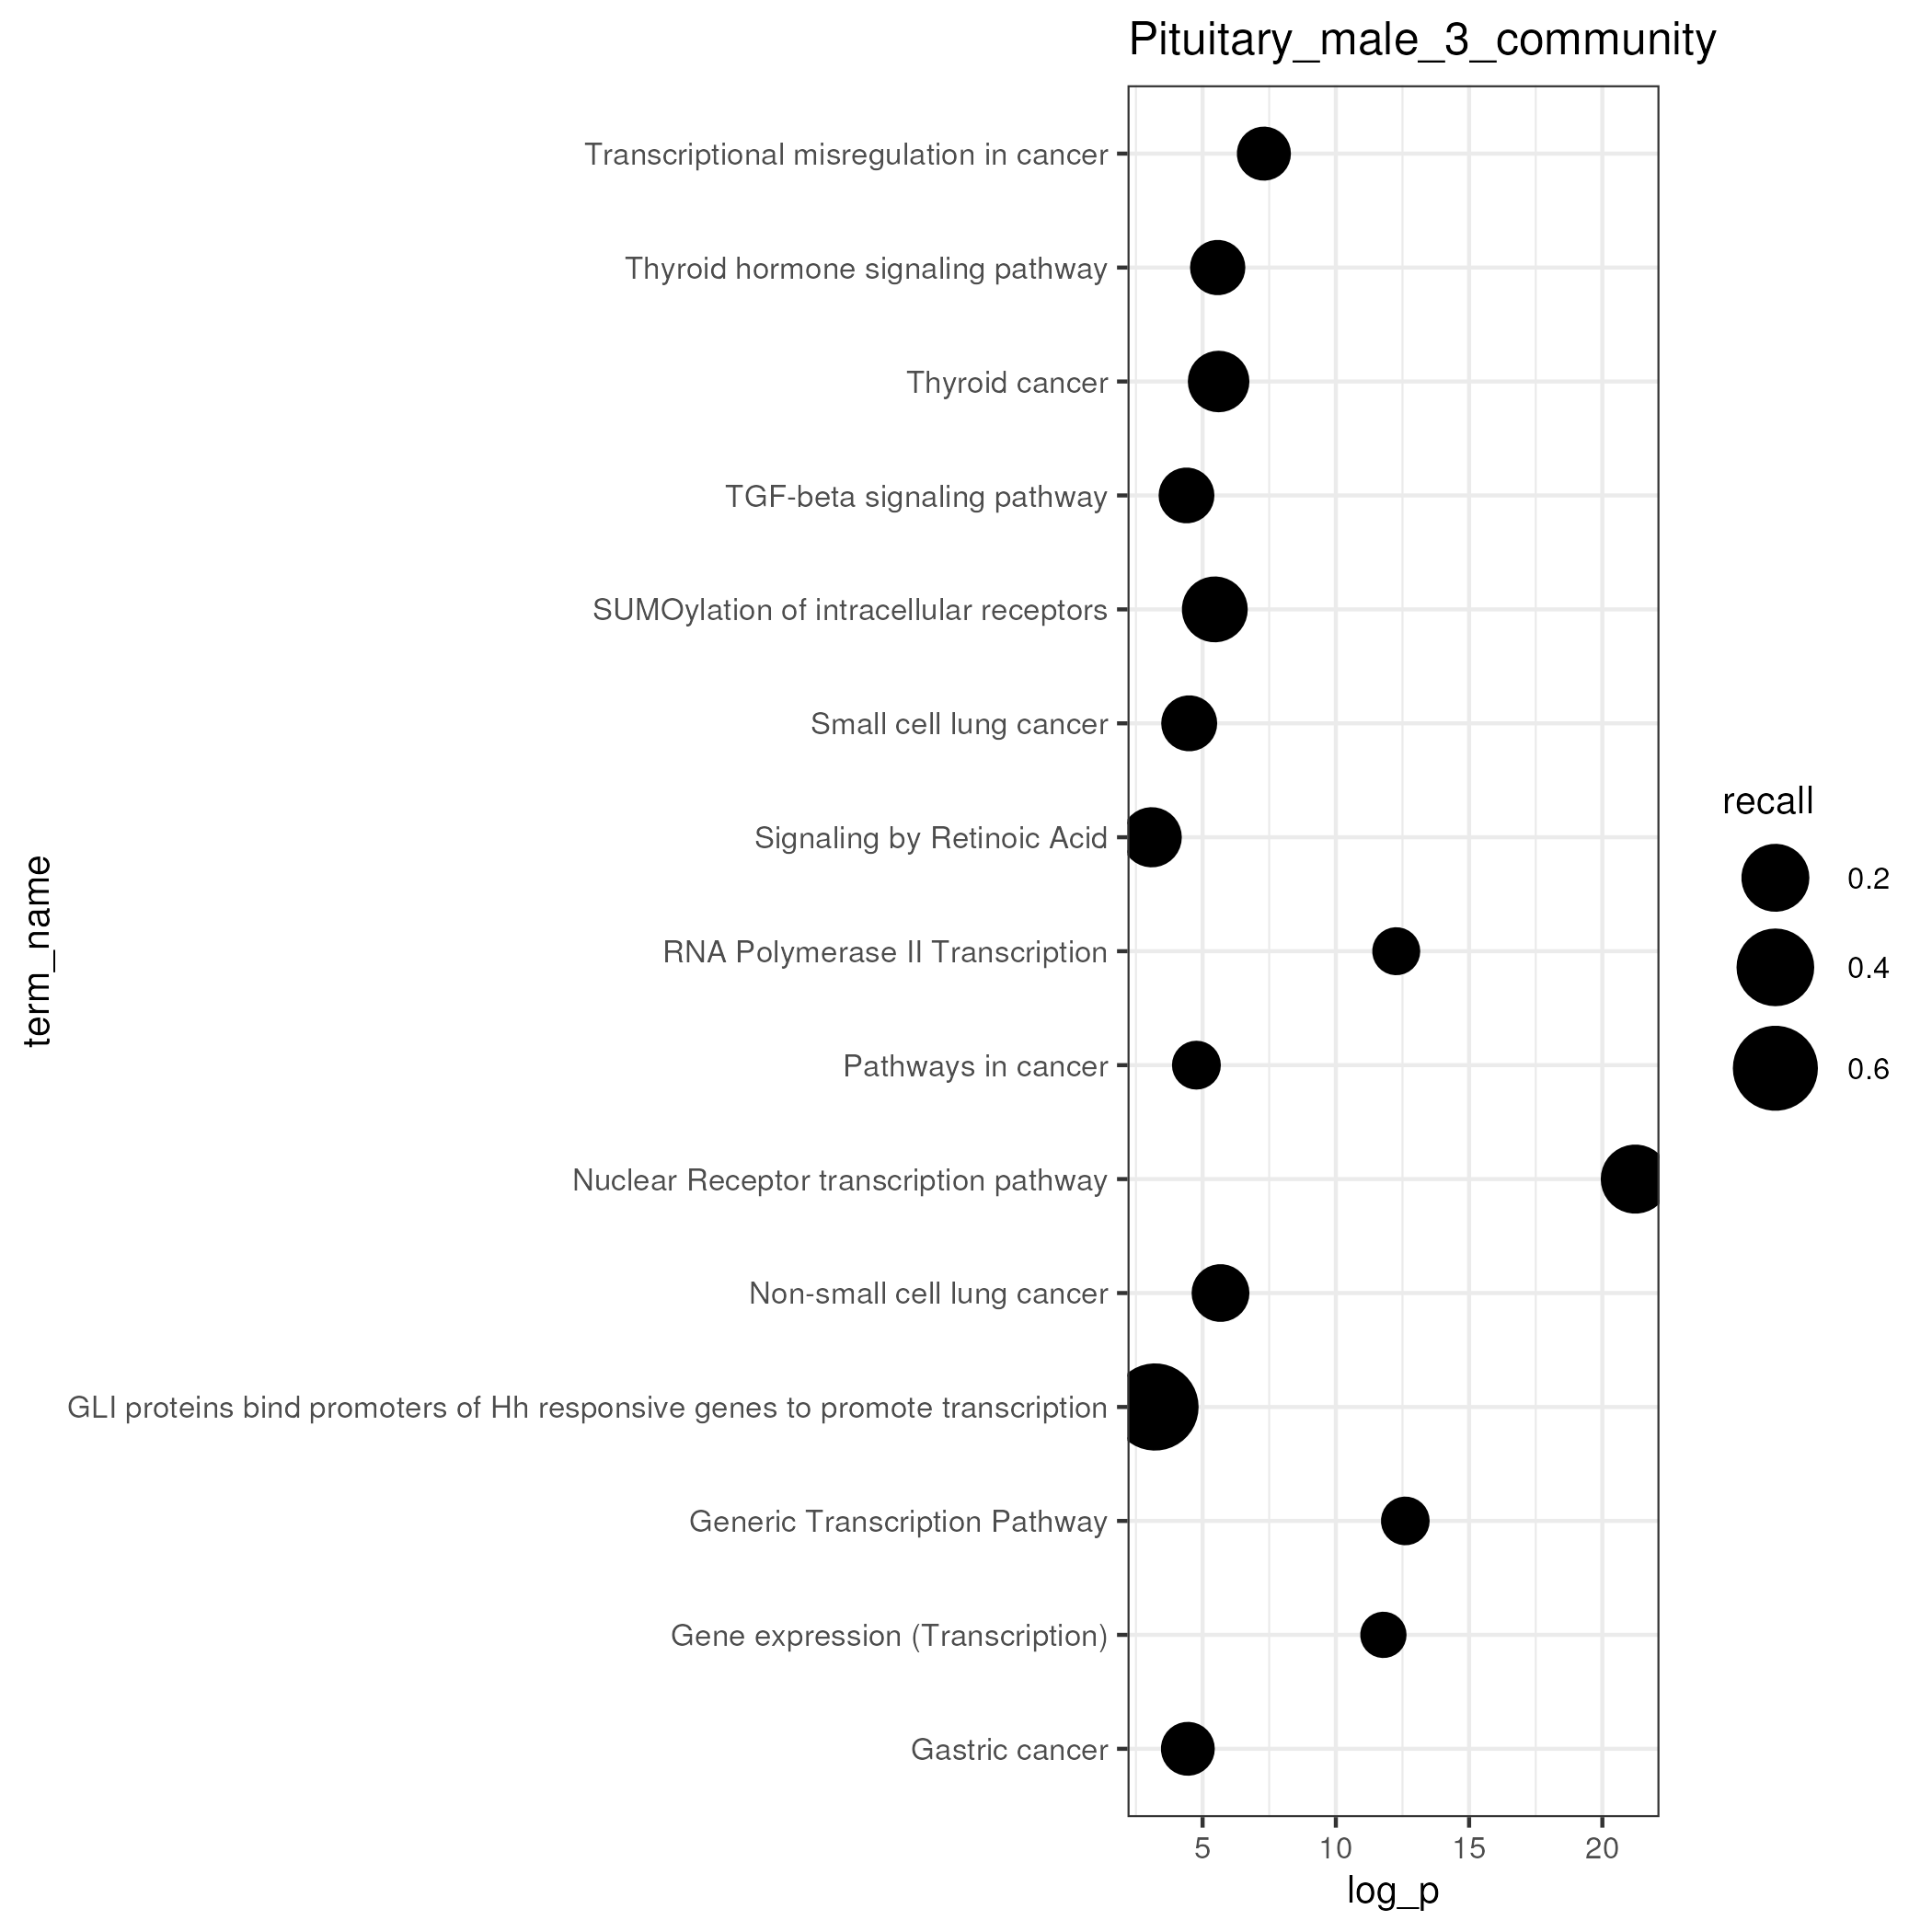 Pituitary_male_3_community
term_name
Transcriptional misregulation in cancer
Thyroid hormone signaling pathway
Thyroid cancer
TGF-beta signaling pathway
SUMOylation of intracellular receptors
Small cell lung cancer
Signaling by Retinoic Acid
RNA Polymerase II Transcription
Pathways in cancer
Nuclear Receptor transcription pathway
Non-small cell lung cancer
GLI proteins bind promoters of Hh responsive genes to promote transcription
Generic Transcription Pathway
Gene expression (Transcription)
Gastric cancer
5 10 15 20
log_p
recall
0.2
0.4
0.6